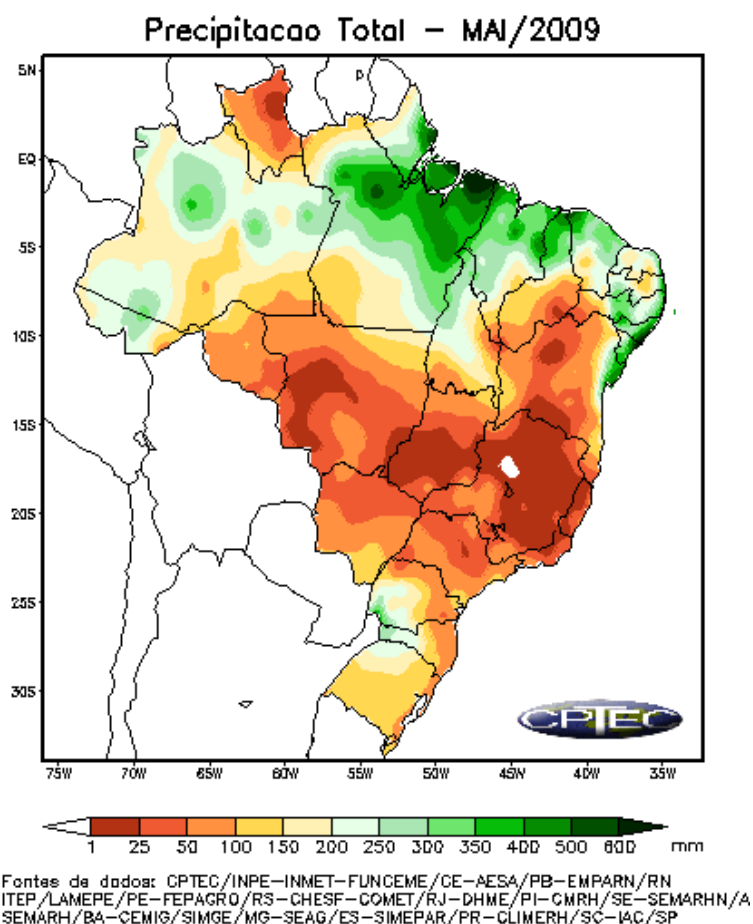 Precipitacao Total – MAI/2009
5N
EQ
5S
10S
15S
20S
25S
30S
75W 70W 65W 60W 55W 50W 45W 40W 35W
CPTEC
1 25 50 100 150 200 250 300 350 400 500 600 mm
Fontes de dados: CPTEC/INPE-INMET-FUNCEME/CE-AESA/PB-EMPARN/RN
ITEP/LAMEPE/PE-FEPAGRO/RS-CHESF-COMET/RJ-DHME/PI-CMRH/SE-SEMARHN/A
SEMARH/BA-CEMIG/SIMGE/MG-SEAG/ES-SIMEPAR/PR-CLIMERH/SC-IAC/SP